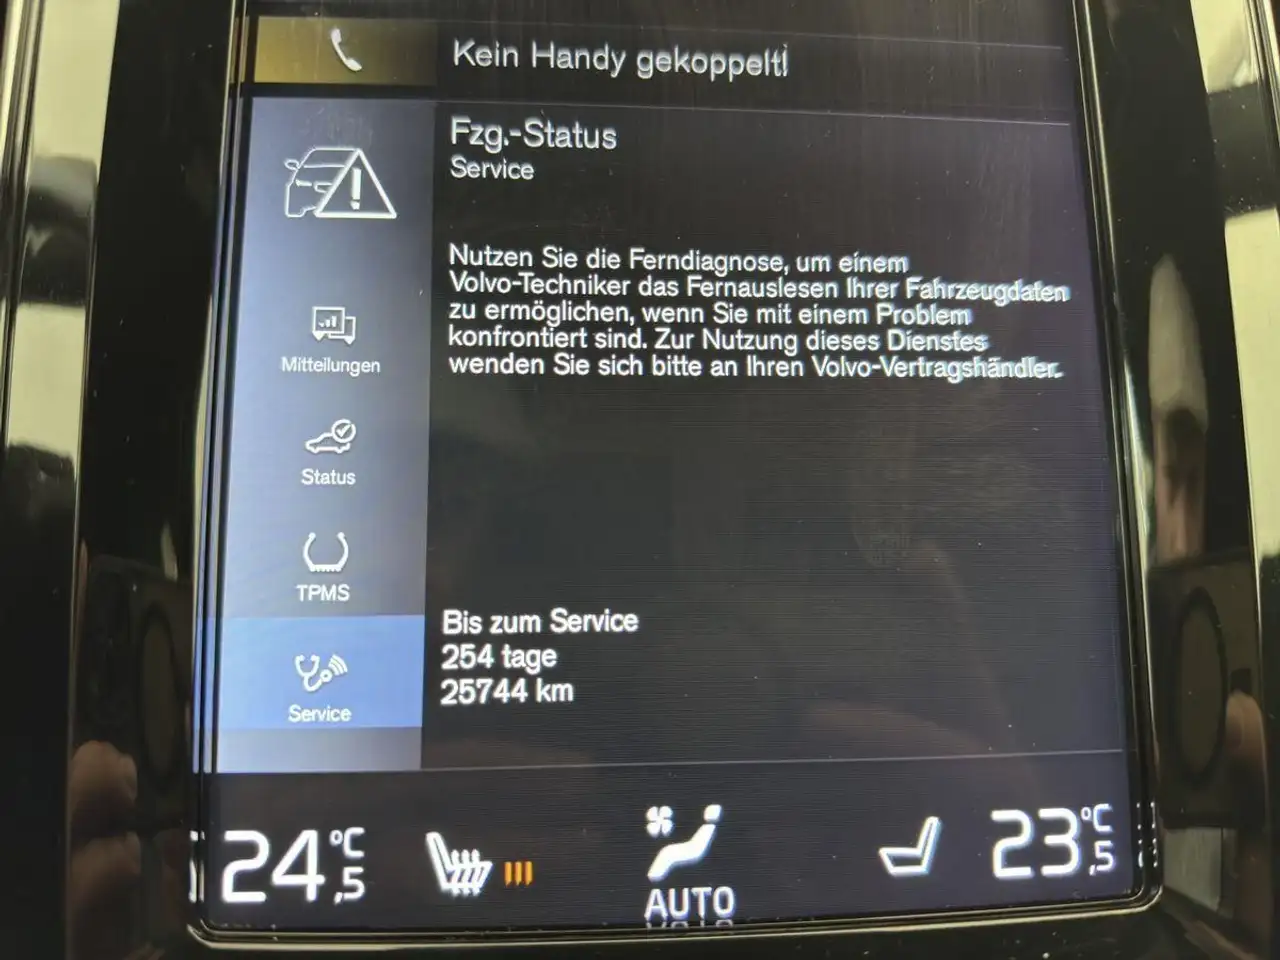 Kein Handy gekoppelt!
Fzg.-Status
Service
Nutzen Sie die Ferndiagnose, um einem
Volvo-Techniker das Fernauslesen Ihrer Fahrzeugdaten
zu ermöglichen, wenn Sie mit einem Problem
konfrontiert sind. Zur Nutzung dieses Dienstes
wenden Sie sich bitte an Ihren Volvo-Vertragshändler.
Mitteilungen
Status
TPMS
Service
Bis zum Service
254 tage
25744 km
24,5 °C
AUTO
23,5 °C